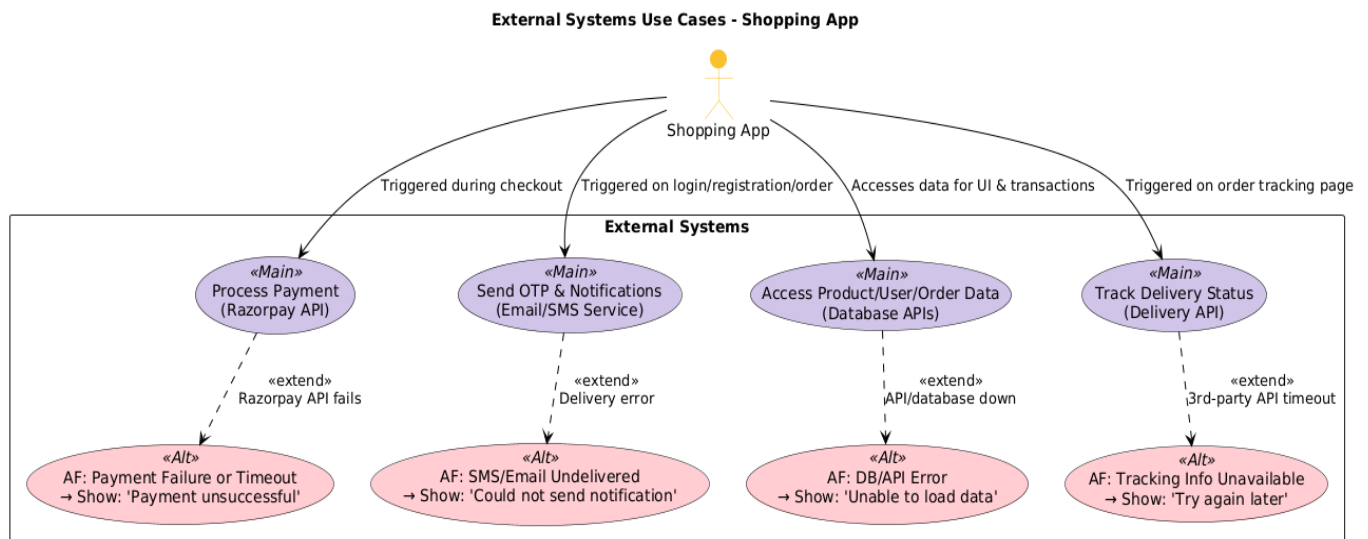 External Systems Use Cases - Shopping App
Shopping App
Triggered during checkout
Triggered on login/registration/order
Accesses data for UI & transactions
Triggered on order tracking page
External Systems
«Main»
Process Payment
(Razorpay API)
«Main»
Send OTP & Notifications
(Email/SMS Service)
«Main»
Access Product/User/Order Data
(Database APIs)
«Main»
Track Delivery Status
(Delivery API)
«extend»
Razorpay API fails
«extend»
Delivery error
«extend»
API/database down
«extend»
3rd-party API timeout
«Alt»
AF: Payment Failure or Timeout
→ Show: 'Payment unsuccessful'
«Alt»
AF: SMS/Email Undelivered
→ Show: 'Could not send notification'
«Alt»
AF: DB/API Error
→ Show: 'Unable to load data'
«Alt»
AF: Tracking Info Unavailable
→ Show: 'Try again later'